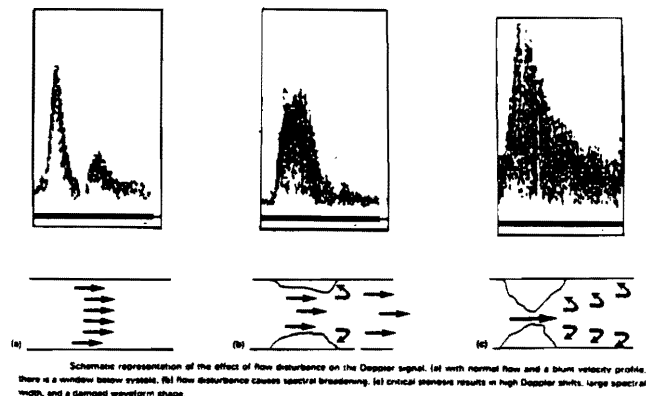 (a)
(b)
(c)
Schematic representation of the effect of flow disturbance on the Doppler signal. (a) with normal flow and a blunt velocity profile,
there is a window below systole. (b) flow disturbance causes spectral broadening. (c) critical stenosis results in high Doppler shifts, large spectral
width, and a damped waveform shape